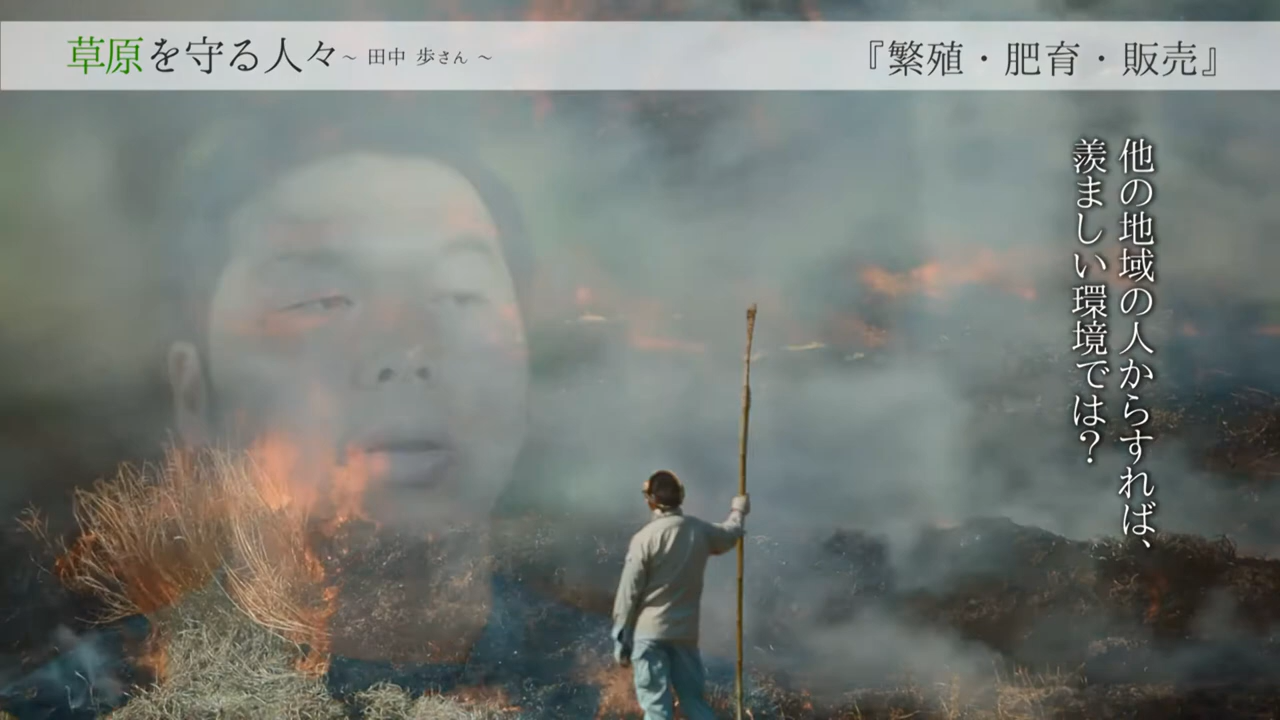 草原を守る人々～ 田中 歩さん ～
『繁殖・肥育・販売』
他の地域の人からすれば、
羨ましい環境では？